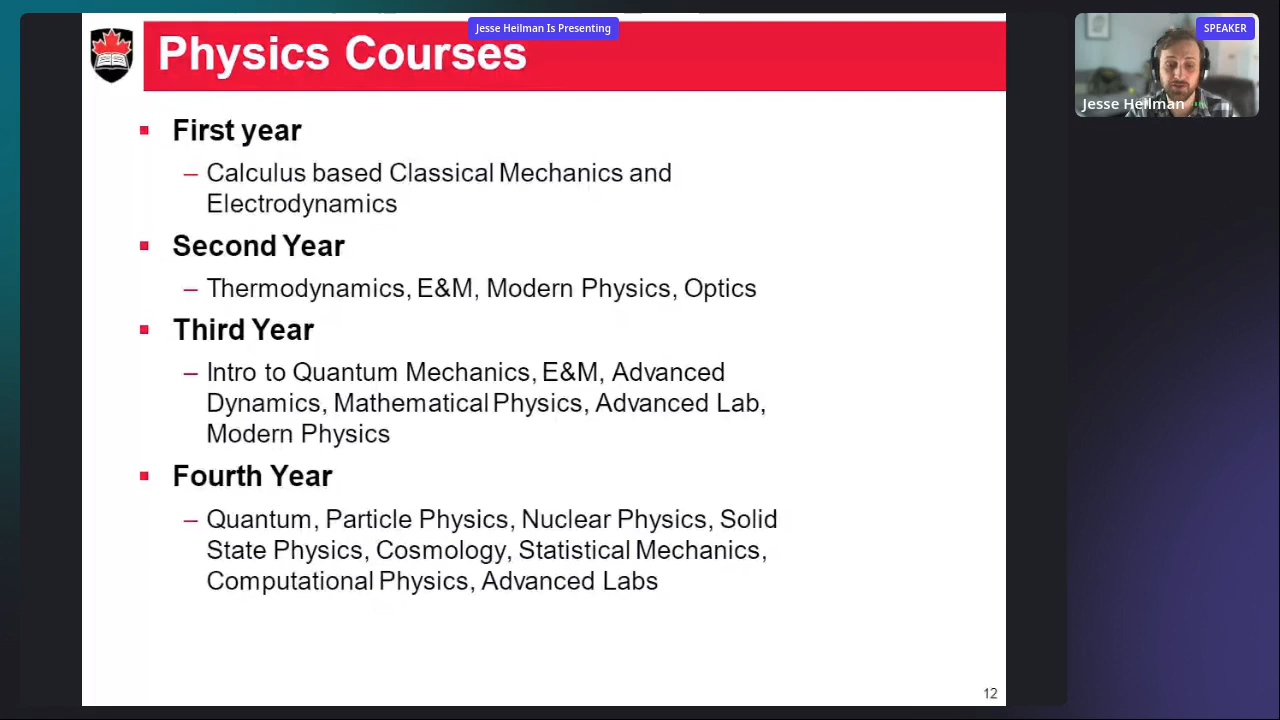 Jesse Heilman Is Presenting
SPEAKER
Jesse Heilman
Physics Courses
First year
– Calculus based Classical Mechanics and
Electrodynamics
Second Year
– Thermodynamics, E&M, Modern Physics, Optics
Third Year
– Intro to Quantum Mechanics, E&M, Advanced
Dynamics, Mathematical Physics, Advanced Lab,
Modern Physics
Fourth Year
– Quantum, Particle Physics, Nuclear Physics, Solid
State Physics, Cosmology, Statistical Mechanics,
Computational Physics, Advanced Labs
12